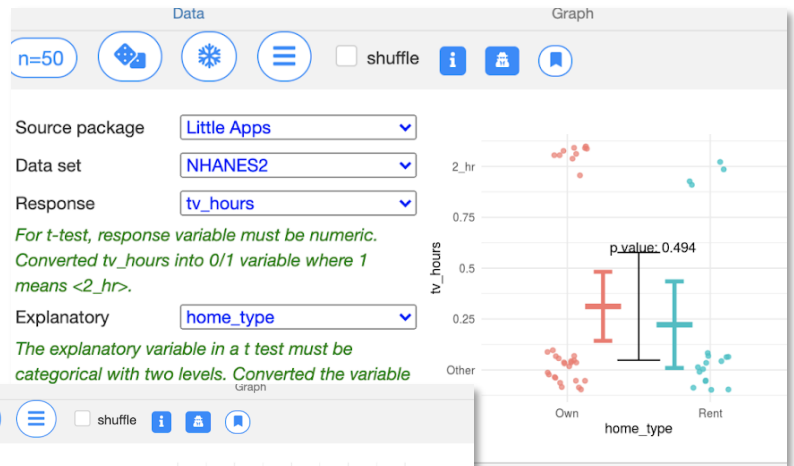 Data
Graph
n=50
shuffle
i
Source package
Little Apps
Data set
NHANES2
Response
tv_hours
For t-test, response variable must be numeric.
Converted tv_hours into 0/1 variable where 1
means <2_hr>.
Explanatory
home_type
The explanatory variable in a t test must be
categorical with two levels. Converted the variable
2_hr
0.75
p value: 0.494
0.5
0.25
Other
tv_hours
Own
Rent
home_type
Graph
shuffle
i